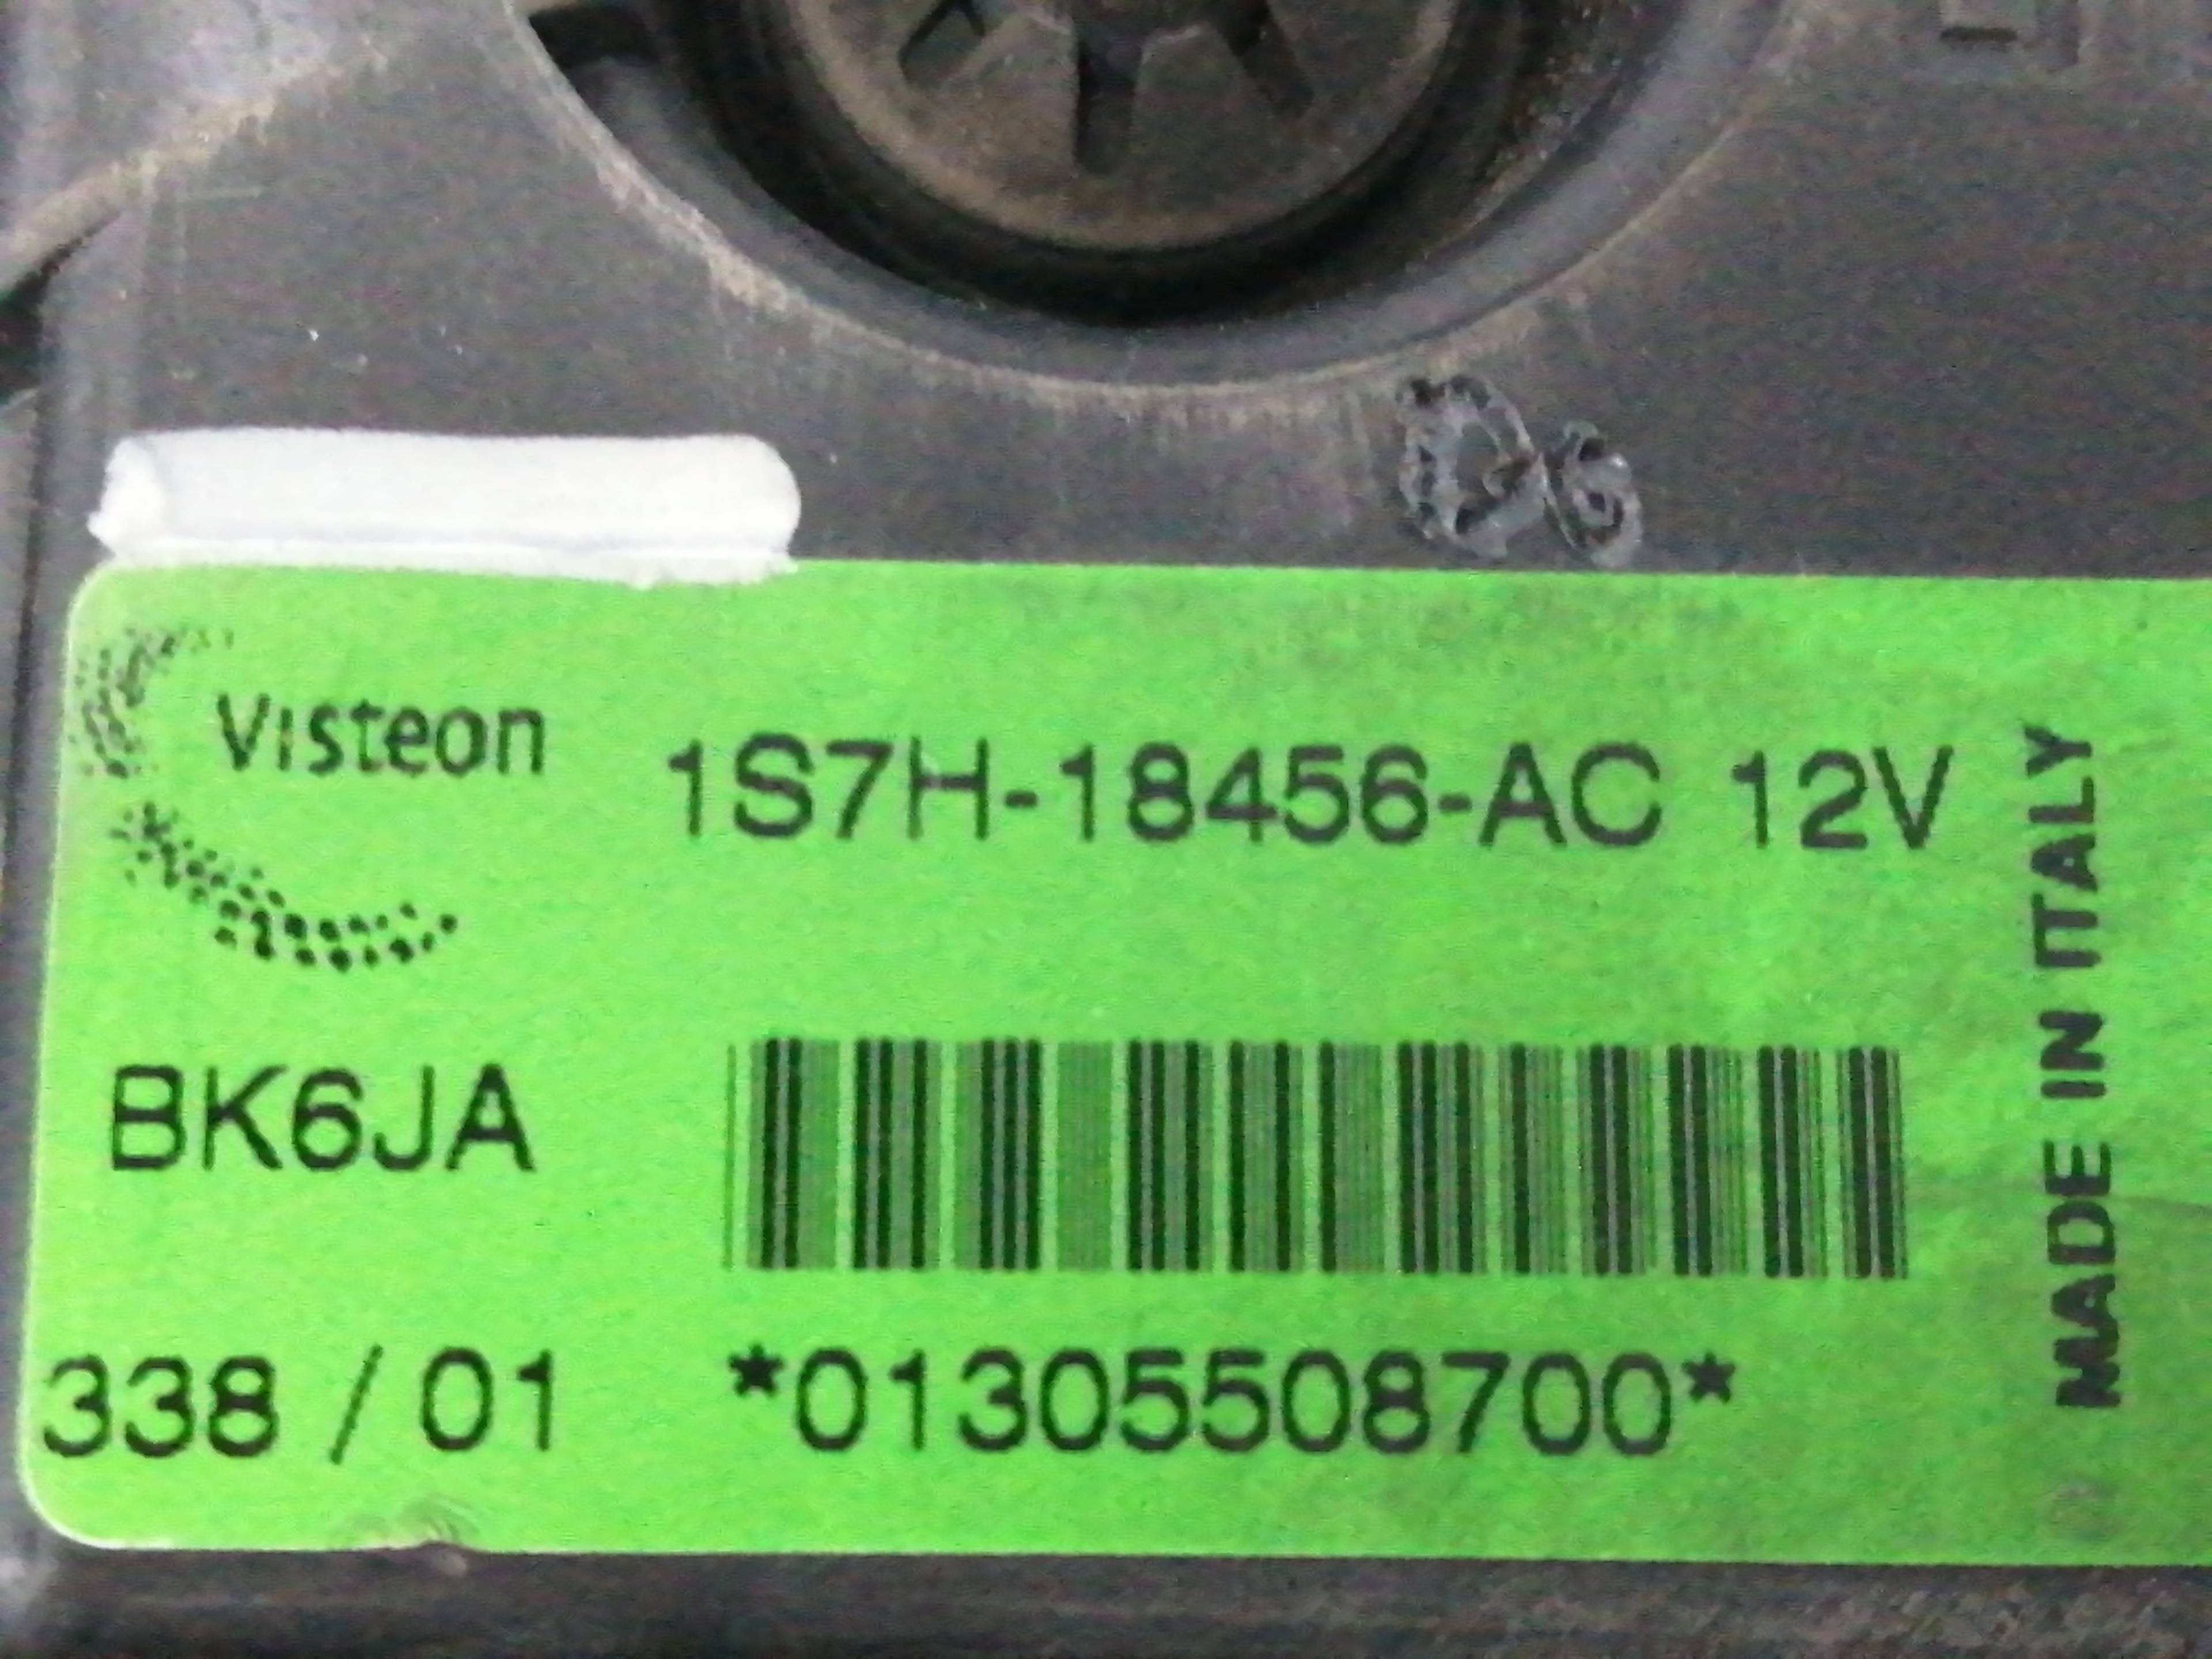 Visteon
1S7H-18456-AC 12V
BK6JA
338 / 01
*01305508700*
MADE IN ITALY